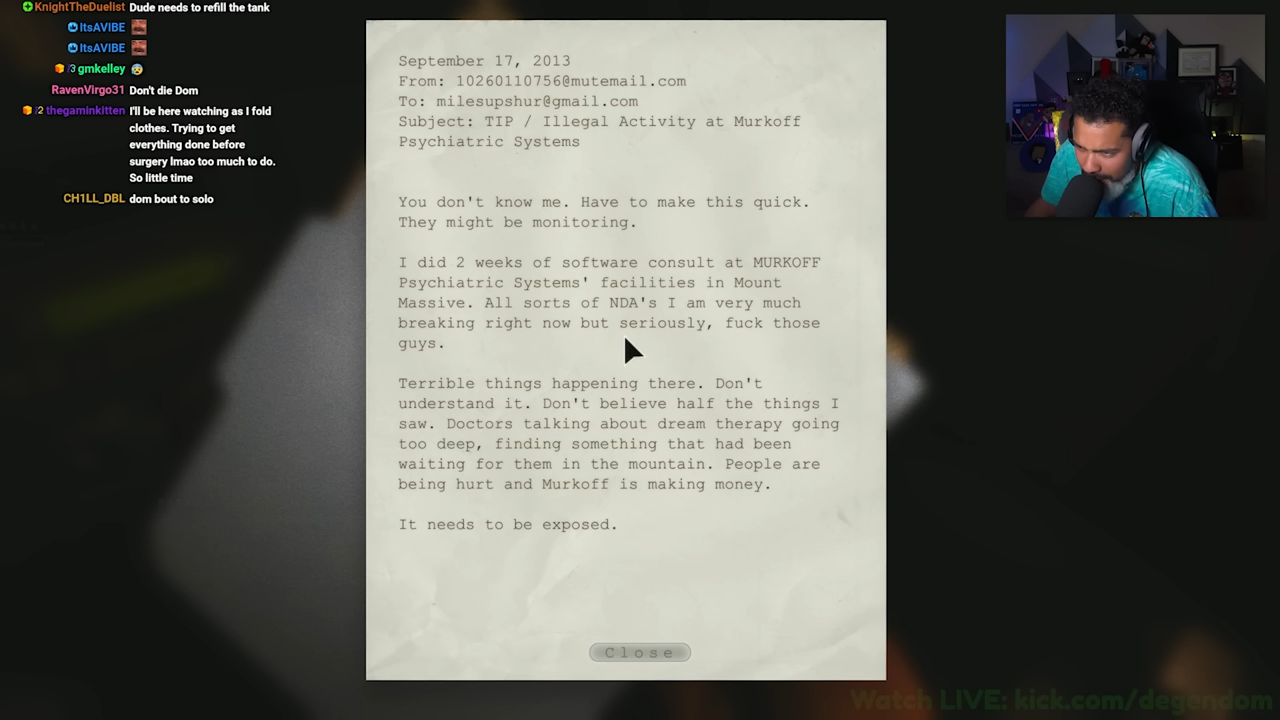 KnightTheDuelist Dude needs to refill the tank
ItsAVIBE
ItsAVIBE
/3 gmkelley
RavenVirgo31 Don't die Dom
/2 thegaminkitten I'll be here watching as I fold
clothes. Trying to get
everything done before
surgery lmao too much to do.
So little time
CH1LL_DBL dom bout to solo
September 17, 2013
From: 10260110756@mutemail.com
To: milesupshur@gmail.com
Subject: TIP / Illegal Activity at Murkoff
Psychiatric Systems
You don't know me. Have to make this quick.
They might be monitoring.
I did 2 weeks of software consult at MURKOFF
Psychiatric Systems' facilities in Mount
Massive. All sorts of NDA's I am very much
breaking right now but seriously, fuck those
guys.
Terrible things happening there. Don't
understand it. Don't believe half the things I
saw. Doctors talking about dream therapy going
too deep, finding something that had been
waiting for them in the mountain. People are
being hurt and Murkoff is making money.
It needs to be exposed.
Close
Watch LIVE: kick.com/degendom